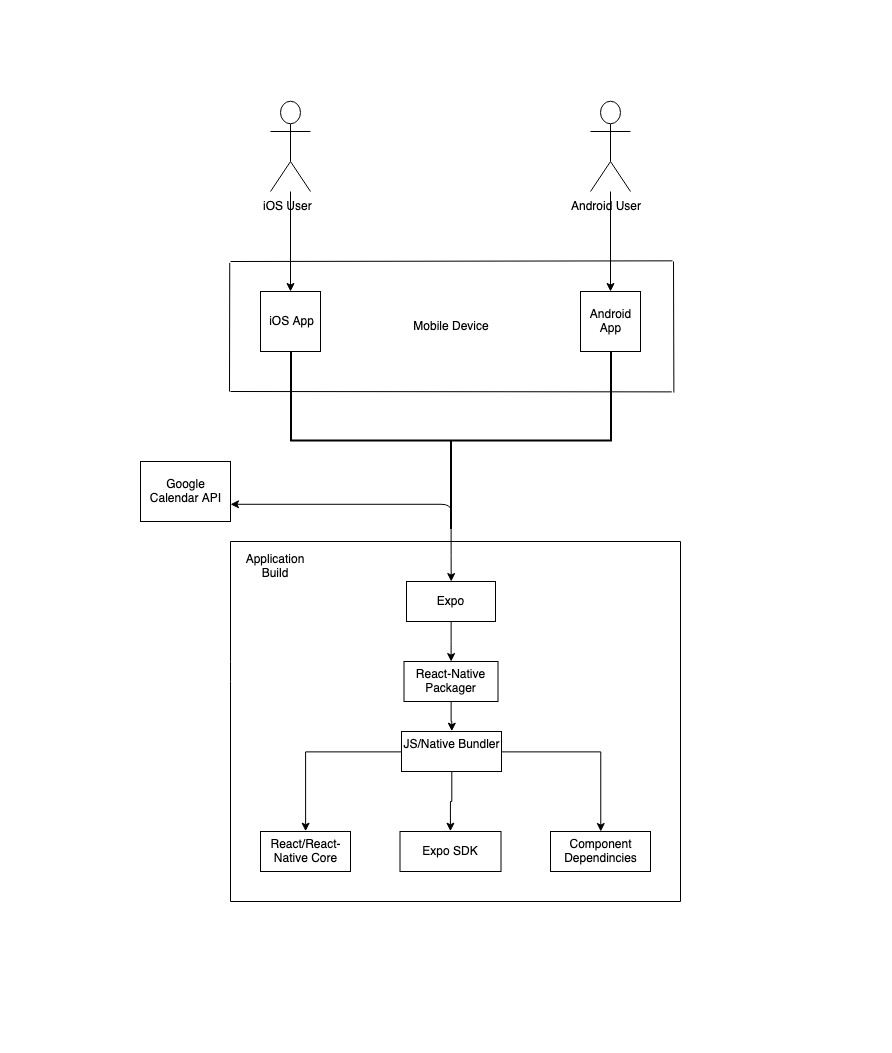 iOS User
Android User
iOS App
Mobile Device
Android
App
Google
Calendar API
Application
Build
Expo
React-Native
Packager
JS/Native Bundler
React/React-
Native Core
Expo SDK
Component
Dependincies